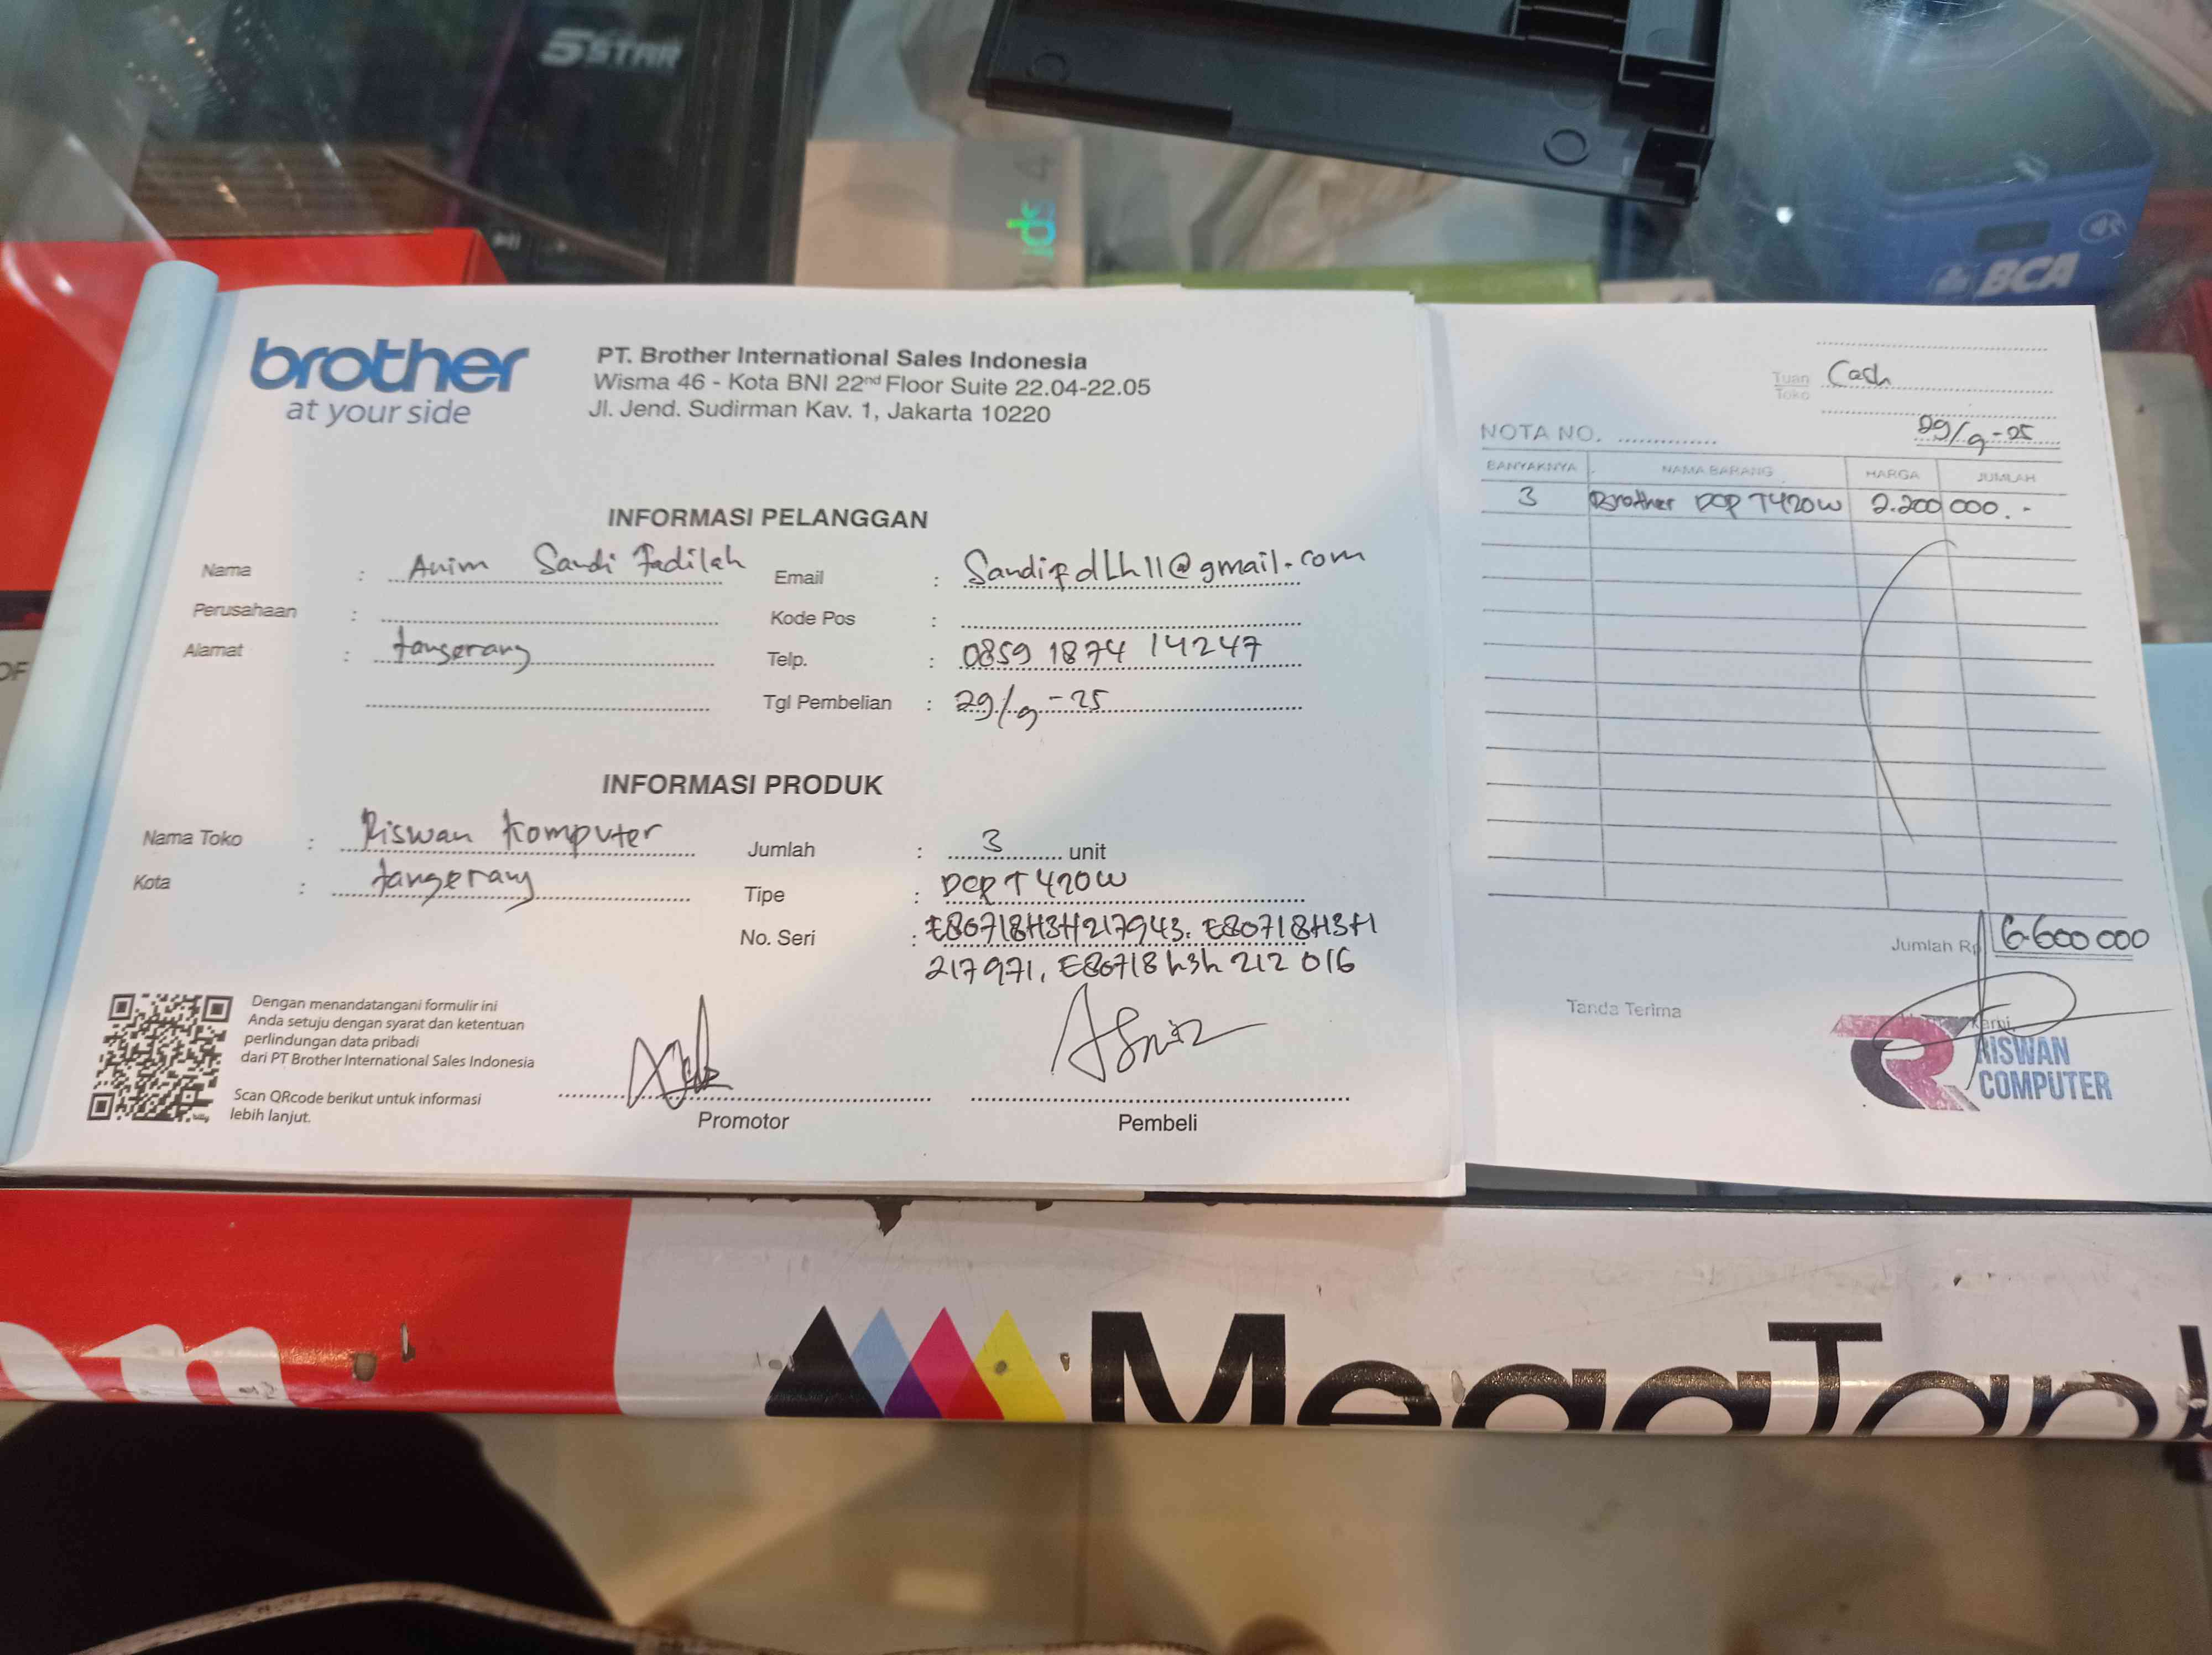 5STAR
BCA
brother
at your side
PT. Brother International Sales Indonesia
Wisma 46 - Kota BNI 22nd Floor Suite 22.04-22.05
Jl. Jend. Sudirman Kav. 1, Jakarta 10220
INFORMASI PELANGGAN
Nama : Anim Sandi Fadilah
Perusahaan :
Alamat : tangerang
Email : Sandifdlh11@gmail.com
Kode Pos :
Telp. : 0859 1874 14247
Tgl Pembelian : 29/9-25
INFORMASI PRODUK
Nama Toko : Riswan Komputer
Kota : tangerang
Jumlah : 3 unit
Tipe : DCP T420W
No. Seri : E80718H3H217943. E80718H3H
217971, E80718h3h 212 016
Dengan menandatangani formulir ini
Anda setuju dengan syarat dan ketentuan
perlindungan data pribadi
dari PT Brother International Sales Indonesia
Scan QRcode berikut untuk informasi
lebih lanjut.
Promotor
Pembeli
Tuan Cash
Toko
29/9-25
NOTA NO.
BANYAKNYA NAMA BARANG HARGA JUMLAH
3 Brother DCP T420W 2.200 000.-
Jumlah Rp 6.600 000
Tanda Terima
RISWAN
COMPUTER
MegaTank